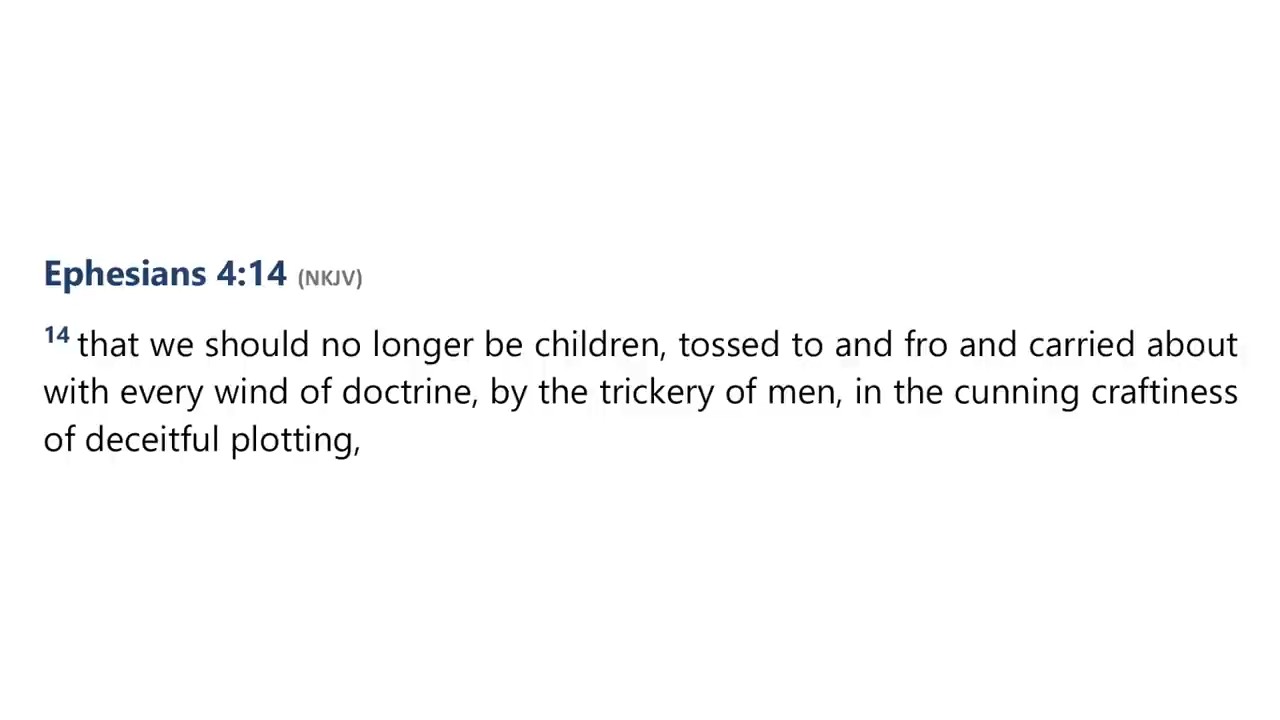 Ephesians 4:14 (NKJV)
14 that we should no longer be children, tossed to and fro and carried about
with every wind of doctrine, by the trickery of men, in the cunning craftiness
of deceitful plotting,